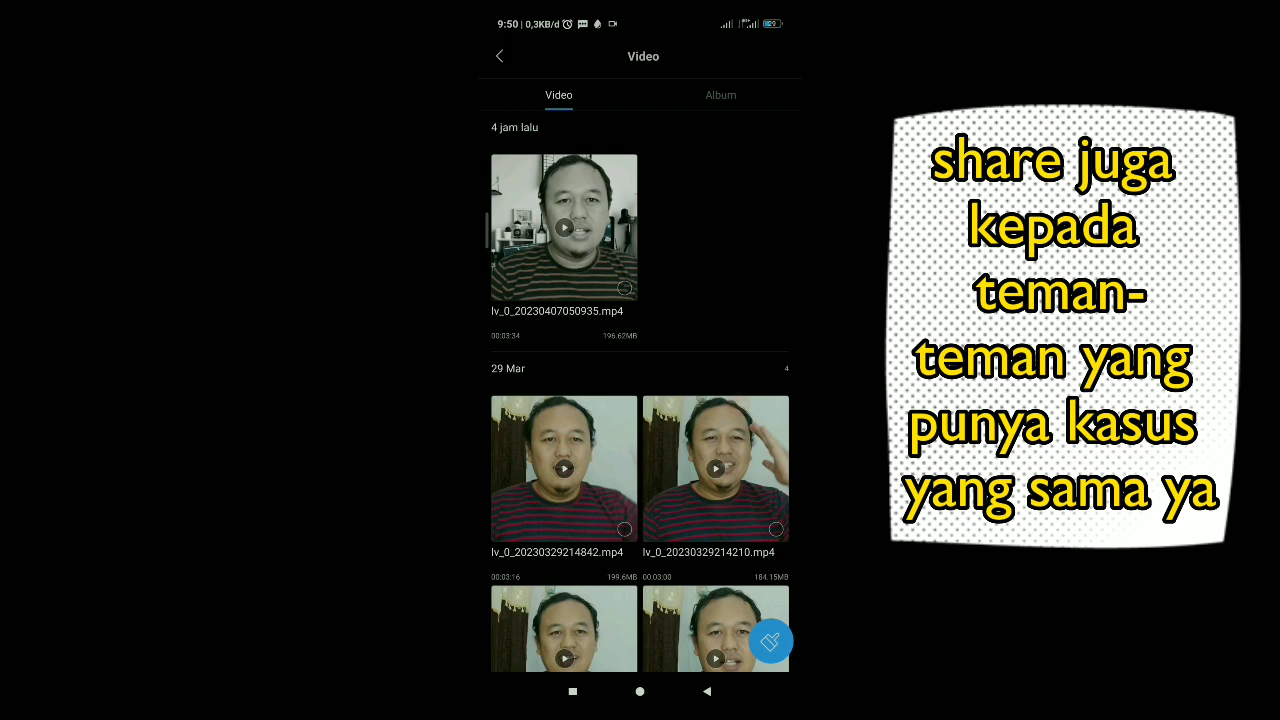 9:50 | 0,3KB/d
29
Video
Video Album
4 jam lalu
lv_0_20230407050935.mp4
00:03:34 196.62MB
29 Mar 4
lv_0_20230329214842.mp4 lv_0_20230329214210.mp4
00:03:16 199.6MB 00:03:00 184.15MB
share juga
kepada
teman-
teman yang
punya kasus
yang sama ya